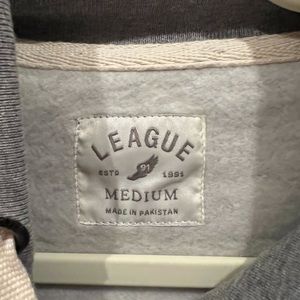 LEAGUE
91
ESTD 1991
MEDIUM
MADE IN PAKISTAN